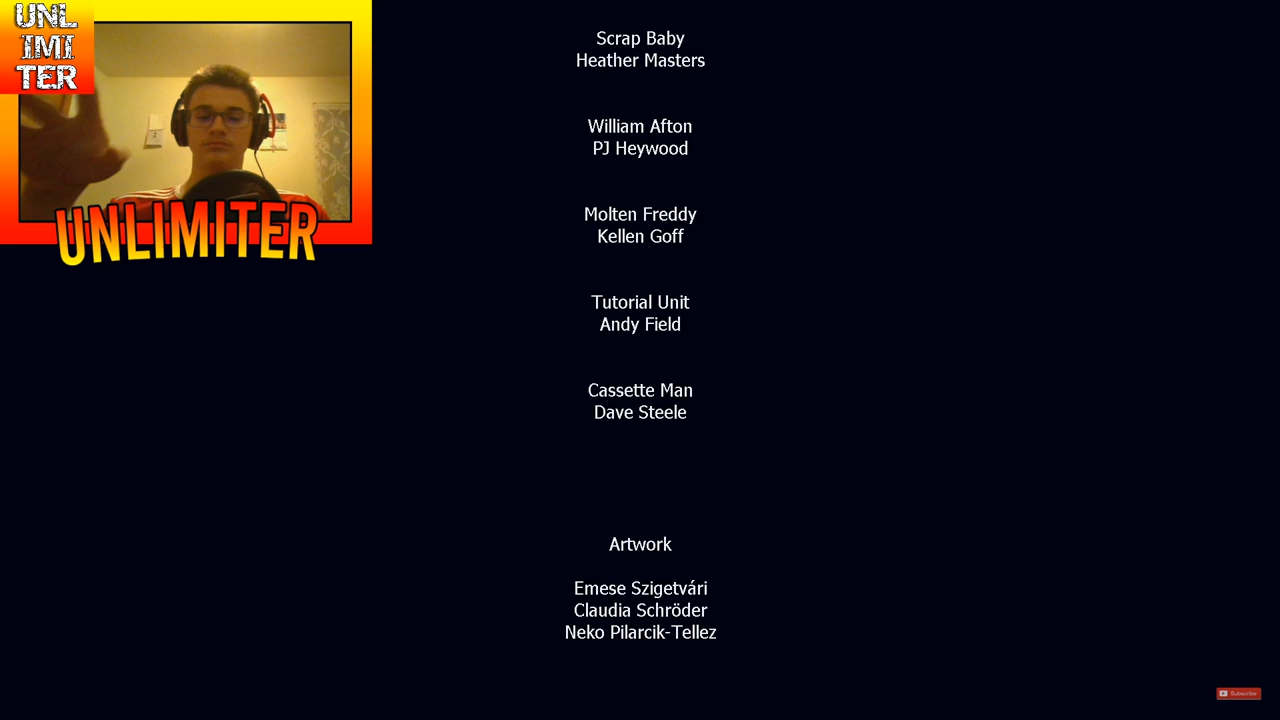 UNL
IMI
TER
UNLIMITER
Scrap Baby
Heather Masters
William Afton
PJ Heywood
Molten Freddy
Kellen Goff
Tutorial Unit
Andy Field
Cassette Man
Dave Steele
Artwork
Emese Szigetvári
Claudia Schröder
Neko Pilarcik-Tellez
Subscribe